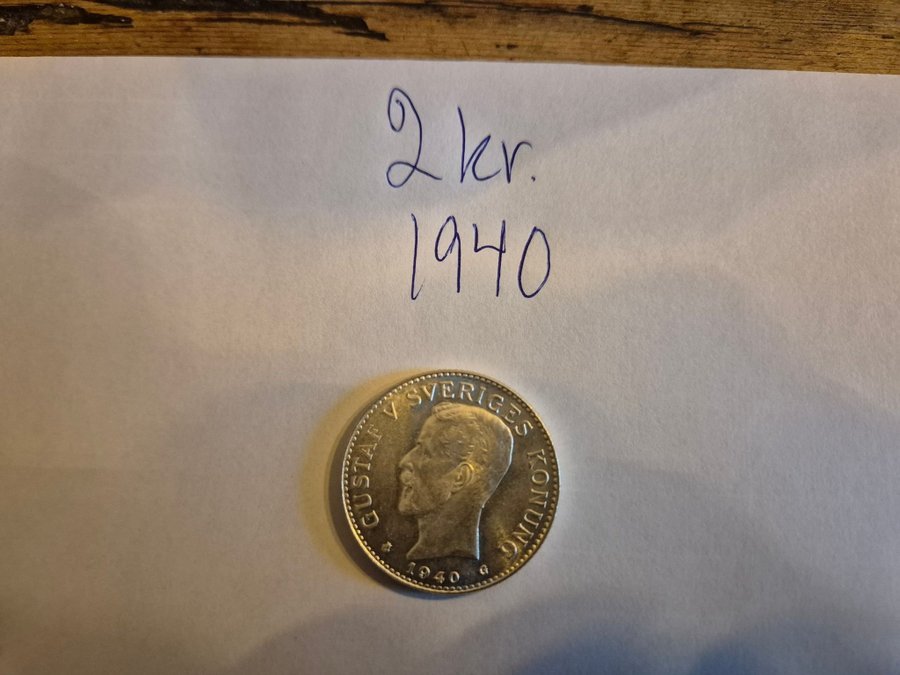 2 kr.
1940
GUSTAF V SVERIGES KONUNG
1940 G